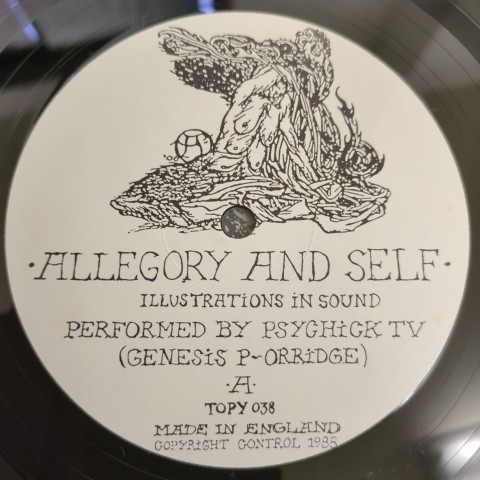 ·ALLEGORY AND SELF·
ILLUSTRATIONS IN SOUND
PERFORMED BY PSYCHICK TV
(GENESIS P~ORRIDGE)
·A·
TOPY 038
MADE IN ENGLAND
COPYRIGHT CONTROL 1988